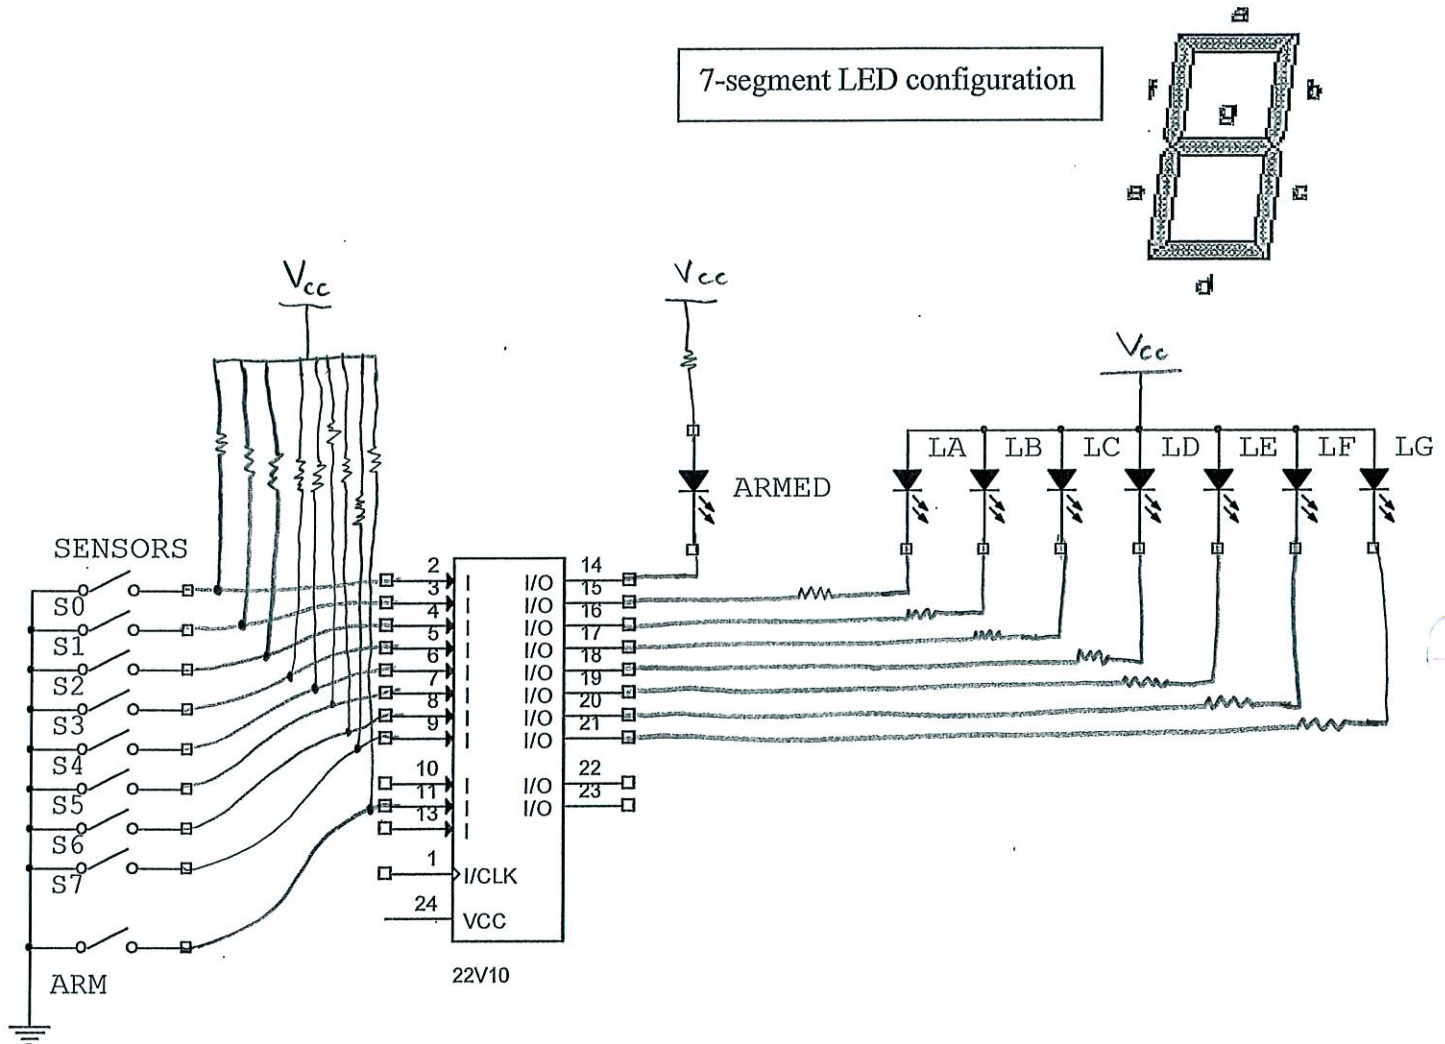 a
7-segment LED configuration
f
b
g
e
c
d
Vcc
Vcc
Vcc
LA
LB
LC
LD
LE
LF
LG
ARMED
SENSORS
S0
S1
S2
S3
S4
S5
S6
S7
ARM
2
3
4
5
6
7
8
9
10
11
13
1
24
I
I
I
I
I
I
I
I
I
I
I
I/CLK
VCC
I/O
I/O
I/O
I/O
I/O
I/O
I/O
I/O
I/O
I/O
14
15
16
17
18
19
20
21
22
23
22V10